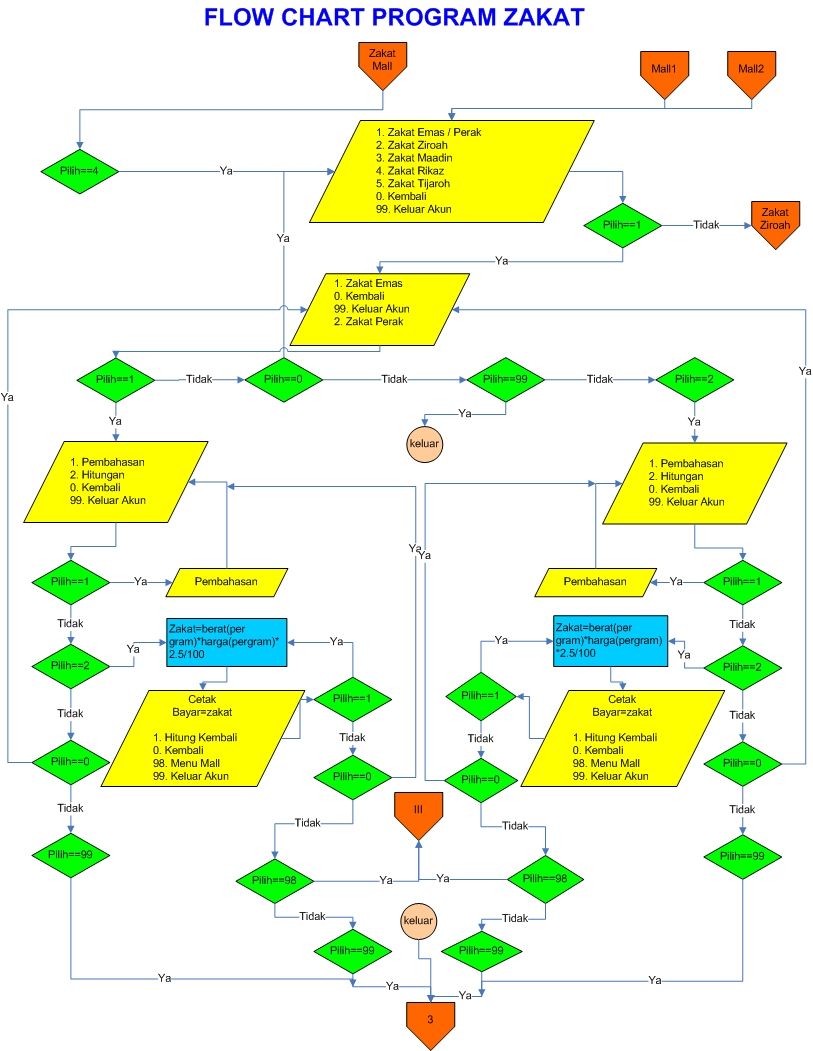 FLOW CHART PROGRAM ZAKAT
Zakat
Mall
Mall1
Mall2
1. Zakat Emas / Perak
2. Zakat Ziroah
3. Zakat Maadin
4. Zakat Rikaz
5. Zakat Tijaroh
0. Kembali
99. Keluar Akun
Pilih==4
Ya
Pilih==1
Tidak
Zakat
Ziroah
Ya
Ya
1. Zakat Emas
0. Kembali
99. Keluar Akun
2. Zakat Perak
Pilih==1
Tidak
Pilih==0
Tidak
Pilih==99
Tidak
Pilih==2
Ya
Ya
Ya
Ya
Ya
keluar
1. Pembahasan
2. Hitungan
0. Kembali
99. Keluar Akun
1. Pembahasan
2. Hitungan
0. Kembali
99. Keluar Akun
Ya
Ya
Pilih==1
Ya
Pembahasan
Pembahasan
Ya
Pilih==1
Tidak
Tidak
Zakat=berat(per
gram)*harga(pergram)*
2.5/100
Zakat=berat(per
gram)*harga(pergram)
*2.5/100
Ya
Ya
Ya
Ya
Pilih==2
Pilih==2
Tidak
Tidak
Cetak
Bayar=zakat
1. Hitung Kembali
0. Kembali
98. Menu Mall
99. Keluar Akun
Pilih==1
Pilih==1
Cetak
Bayar=zakat
1. Hitung Kembali
0. Kembali
98. Menu Mall
99. Keluar Akun
Tidak
Tidak
Pilih==0
Pilih==0
Pilih==0
Pilih==0
Tidak
Tidak
III
Tidak
Tidak
Pilih==99
Pilih==99
Pilih==98
Ya
Ya
Pilih==98
Tidak
keluar
Tidak
Pilih==99
Pilih==99
Ya
Ya
Ya
Ya
3